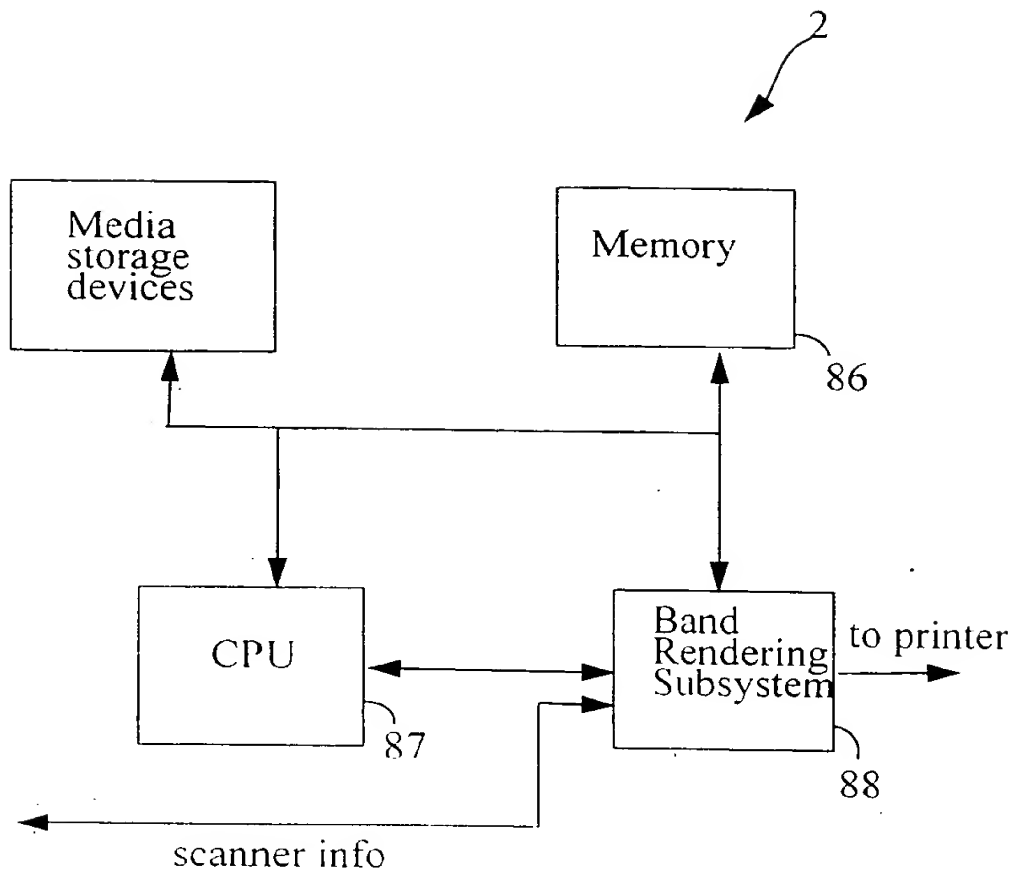 2
Media
storage
devices
Memory
86
CPU
87
Band
Rendering
Subsystem
88
to printer
scanner info